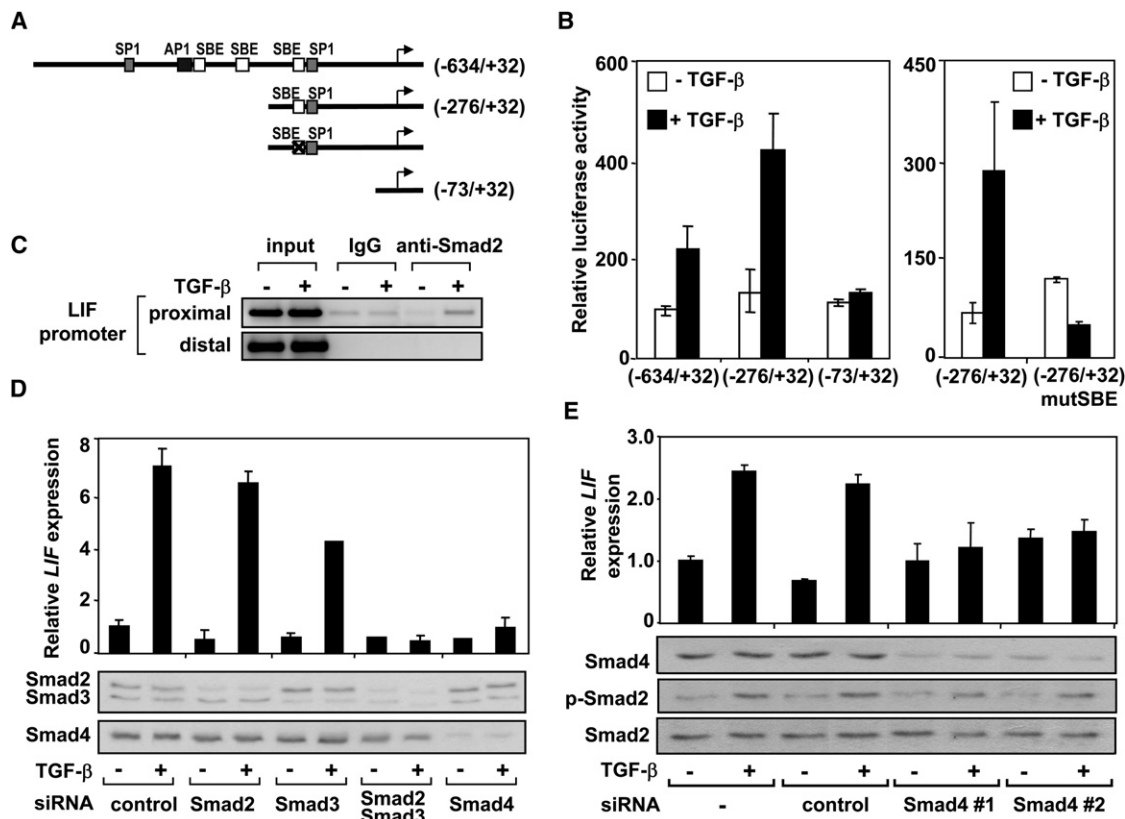 A
SP1 AP1 SBE SBE SBE SP1
(-634/+32)
SBE SP1
(-276/+32)
SBE SP1
(-73/+32)
B
Relative luciferase activity
600
400
200
0
- TGF-β
+ TGF-β
(-634/+32) (-276/+32) (-73/+32)
450
300
150
0
- TGF-β
+ TGF-β
(-276/+32) (-276/+32)
mutSBE
C
input IgG anti-Smad2
TGF-β - + - + - +
LIF promoter
proximal
distal
D
Relative LIF expression
8
6
4
2
0
Smad2
Smad3
Smad4
TGF-β - + - + - + - + - +
siRNA control Smad2 Smad3 Smad2 Smad3 Smad4
E
Relative LIF expression
3.0
2.0
1.0
0
Smad4
p-Smad2
Smad2
TGF-β - + - + - + - +
siRNA - control Smad4 #1 Smad4 #2